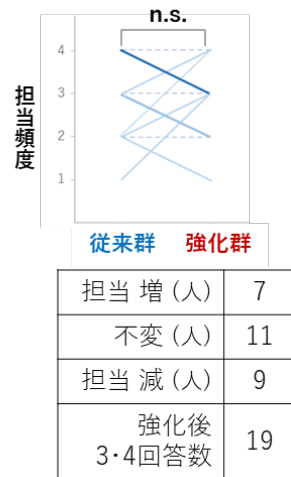 n.s.
4
3
2
1
担当頻度
従来群 強化群
担当 増 (人) 7
不変 (人) 11
担当 減 (人) 9
強化後
3・4回答数 19